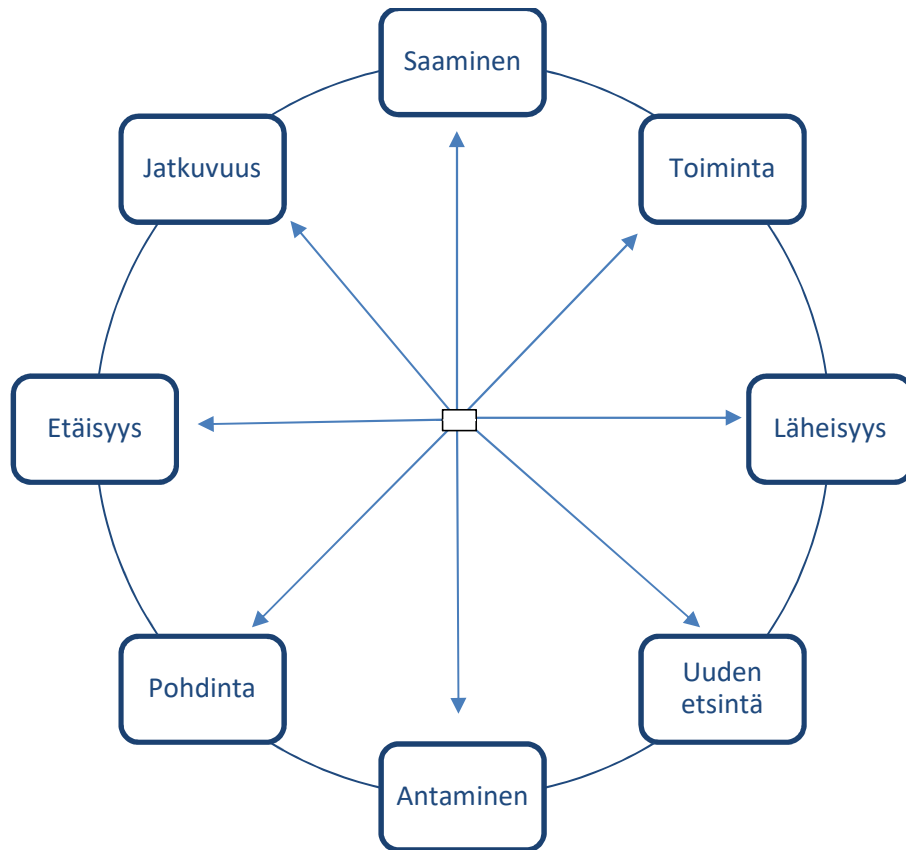 Saaminen
Jatkuvuus
Toiminta
Etäisyys
Läheisyys
Pohdinta
Uuden
etsintä
Antaminen